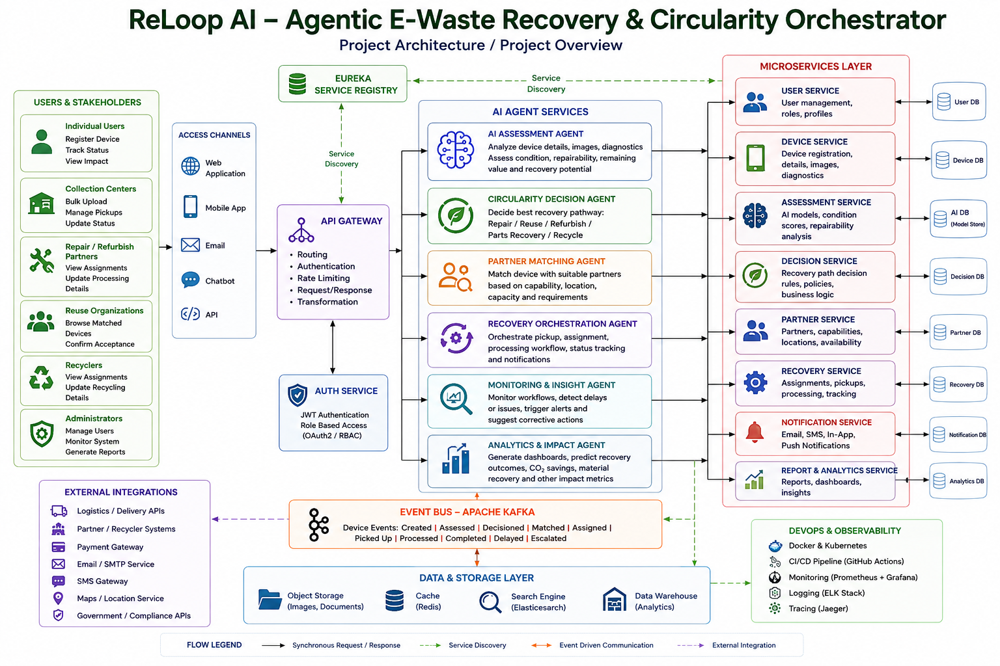 ReLoop AI – Agentic E-Waste Recovery & Circularity Orchestrator
Project Architecture / Project Overview
USERS & STAKEHOLDERS
Individual Users
Register Device
Track Status
View Impact
Collection Centers
Bulk Upload
Manage Pickups
Update Status
Repair / Refurbish
Partners
View Assignments
Update Processing
Details
Reuse Organizations
Browse Matched
Devices
Confirm Acceptance
Recyclers
View Assignments
Update Recycling
Details
Administrators
Manage Users
Monitor System
Generate Reports
ACCESS CHANNELS
Web
Application
Mobile App
Email
Chatbot
API
EUREKA
SERVICE REGISTRY
Service
Discovery
Service
Discovery
API GATEWAY
• Routing
• Authentication
• Rate Limiting
• Request/Response
• Transformation
AUTH SERVICE
JWT Authentication
Role Based Access
(OAuth2 / RBAC)
AI AGENT SERVICES
AI ASSESSMENT AGENT
Analyze device details, images, diagnostics
Assess condition, repairability, remaining
value and recovery potential
CIRCULARITY DECISION AGENT
Decide best recovery pathway:
Repair / Reuse / Refurbish /
Parts Recovery / Recycle
PARTNER MATCHING AGENT
Match device with suitable partners
based on capability, location,
capacity and requirements
RECOVERY ORCHESTRATION AGENT
Orchestrate pickup, assignment,
processing workflow, status tracking
and notifications
MONITORING & INSIGHT AGENT
Monitor workflows, detect delays
or issues, trigger alerts and
suggest corrective actions
ANALYTICS & IMPACT AGENT
Generate dashboards, predict recovery
outcomes, CO₂ savings, material
recovery and other impact metrics
MICROSERVICES LAYER
USER SERVICE
User management,
roles, profiles
DEVICE SERVICE
Device registration,
details, images,
diagnostics
ASSESSMENT SERVICE
AI models, condition
scores, repairability
analysis
DECISION SERVICE
Recovery path decision
rules, policies,
business logic
PARTNER SERVICE
Partners, capabilities,
locations, availability
RECOVERY SERVICE
Assignments, pickups,
processing, tracking
NOTIFICATION SERVICE
Email, SMS, In-App,
Push Notifications
REPORT & ANALYTICS SERVICE
Reports, dashboards,
insights
User DB
Device DB
AI DB
(Model Store)
Decision DB
Partner DB
Recovery DB
Notification DB
Analytics DB
EXTERNAL INTEGRATIONS
Logistics / Delivery APIs
Partner / Recycler Systems
Payment Gateway
Email / SMTP Service
SMS Gateway
Maps / Location Service
Government / Compliance APIs
EVENT BUS – APACHE KAFKA
Device Events: Created | Assessed | Decisioned | Matched | Assigned |
Picked Up | Processed | Completed | Delayed | Escalated
DATA & STORAGE LAYER
Object Storage
(Images, Documents)
Cache
(Redis)
Search Engine
(Elasticsearch)
Data Warehouse
(Analytics)
DEVOPS & OBSERVABILITY
Docker & Kubernetes
CI/CD Pipeline (GitHub Actions)
Monitoring (Prometheus + Grafana)
Logging (ELK Stack)
Tracing (Jaeger)
FLOW LEGEND
Synchronous Request / Response
Service Discovery
Event Driven Communication
External Integration